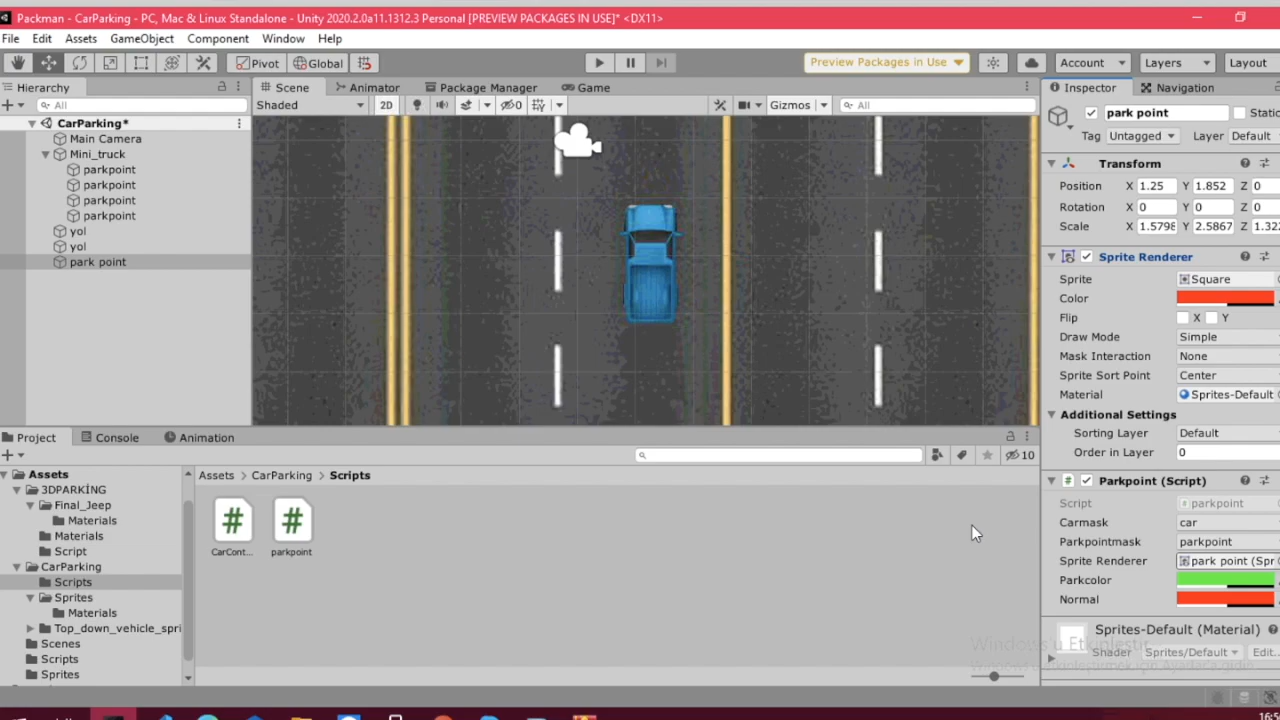 Packman - CarParking - PC, Mac & Linux Standalone - Unity 2020.2.0a11.1312.3 Personal [PREVIEW PACKAGES IN USE]* <DX11>
File Edit Assets GameObject Component Window Help
Pivot Global Preview Packages in Use Account Layers Layout
Hierarchy
All
CarParking*
Main Camera
Mini_truck
parkpoint
parkpoint
parkpoint
parkpoint
yol
yol
park point
Scene Animator Package Manager Game
Shaded 2D 0 Gizmos All
Inspector Navigation
park point Static
Tag Untagged Layer Default
Transform
Position X 1.25 Y 1.852 Z 0
Rotation X 0 Y 0 Z 0
Scale X 1.5798 Y 2.5867 Z 1.322
Sprite Renderer
Sprite Square
Color
Flip X Y
Draw Mode Simple
Mask Interaction None
Sprite Sort Point Center
Material Sprites-Default
Additional Settings
Sorting Layer Default
Order in Layer 0
Parkpoint (Script)
Script parkpoint
Carmask car
Parkpointmask parkpoint
Sprite Renderer park point (Spr
Parkcolor
Normal
Sprites-Default (Material)
Shader Sprites/Default Edit...
Project Console Animation
10
Assets
3DPARKİNG
Final_Jeep
Materials
Materials
Script
CarParking
Scripts
Sprites
Materials
Top_down_vehicle_spri
Scenes
Scripts
Sprites
Assets > CarParking > Scripts
CarCont... parkpoint
Windows'u Etkinleştir